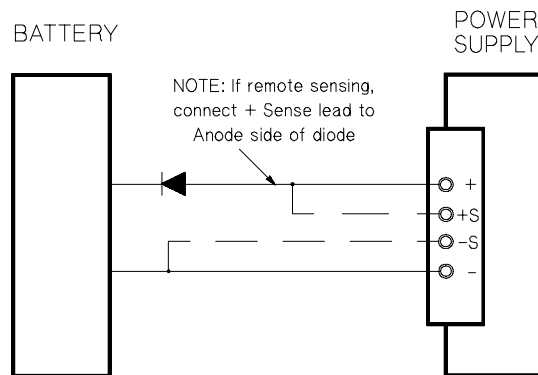 BATTERY
POWER
SUPPLY
NOTE: If remote sensing,
connect + Sense lead to
Anode side of diode
+
+S
-S
-